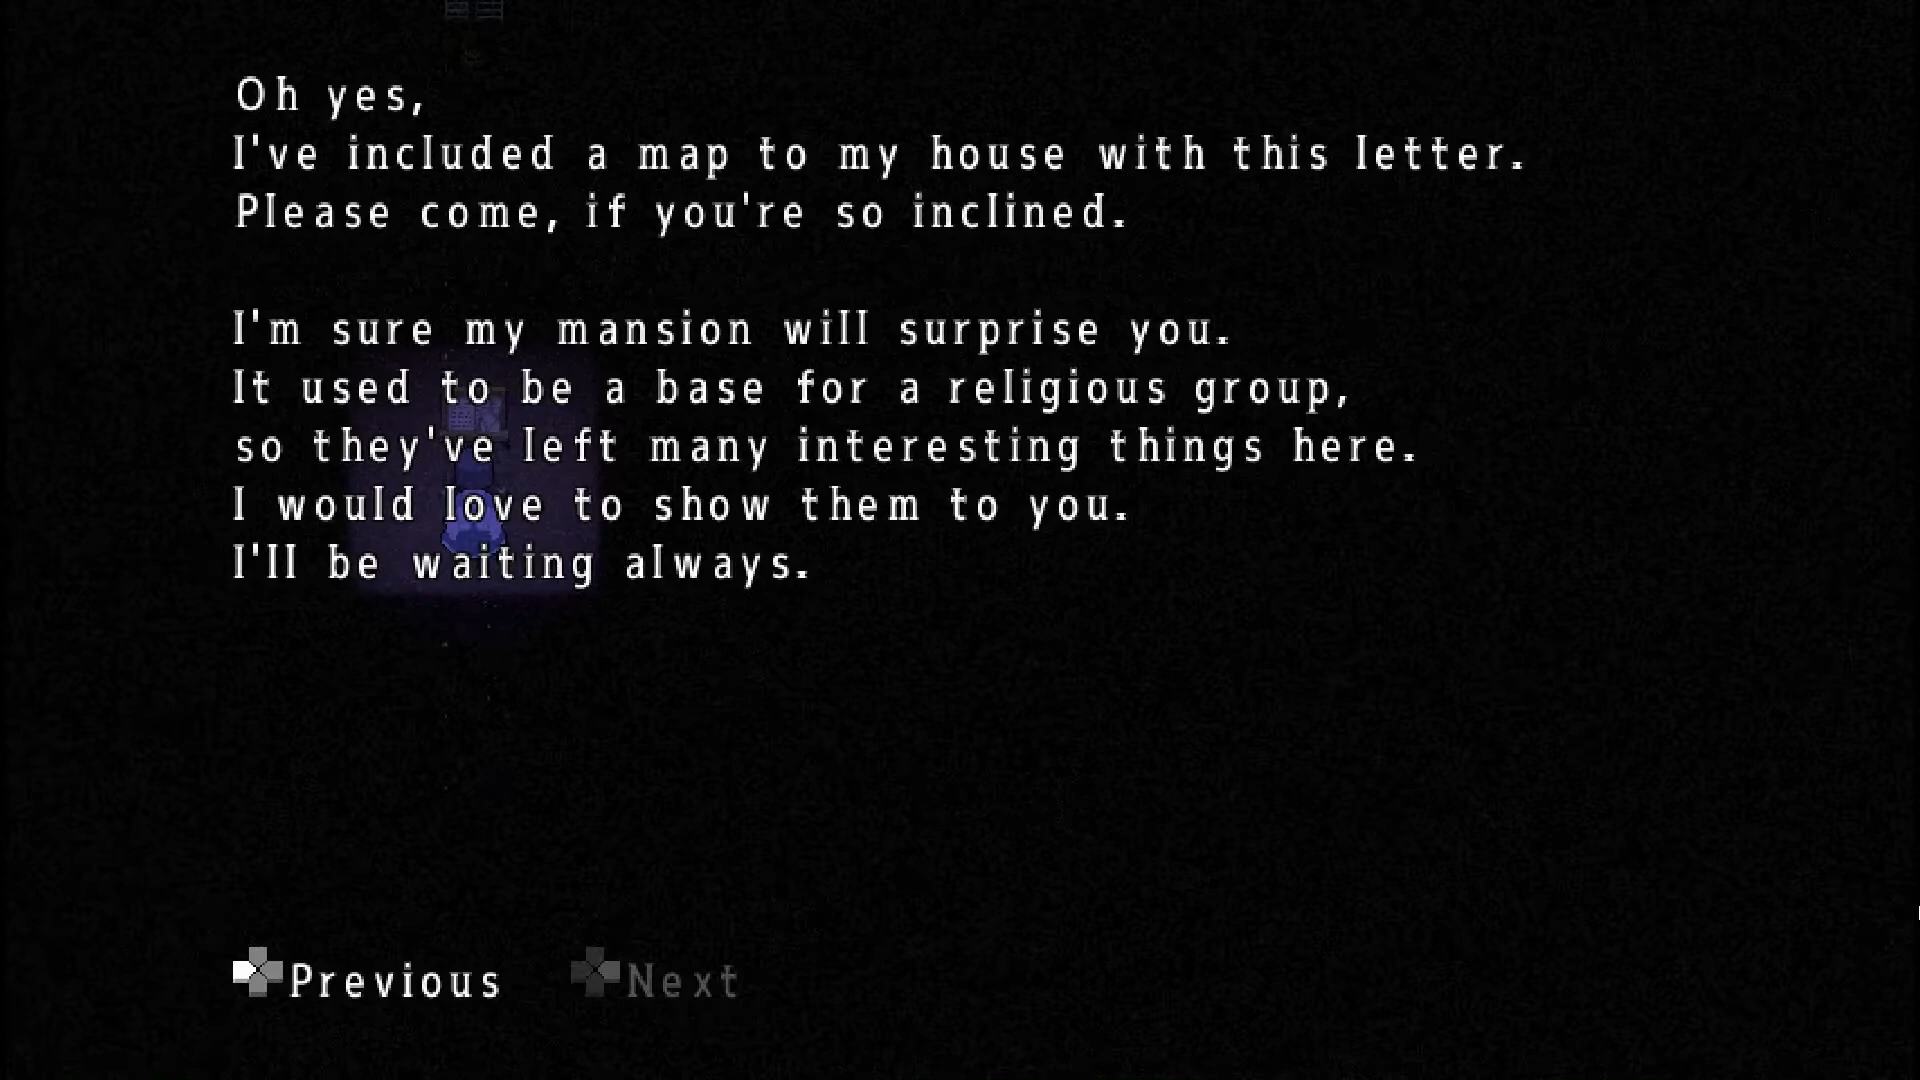 Oh yes,
I've included a map to my house with this letter.
Please come, if you're so inclined.
I'm sure my mansion will surprise you.
It used to be a base for a religious group,
so they've left many interesting things here.
I would love to show them to you.
I'll be waiting always.
Previous Next